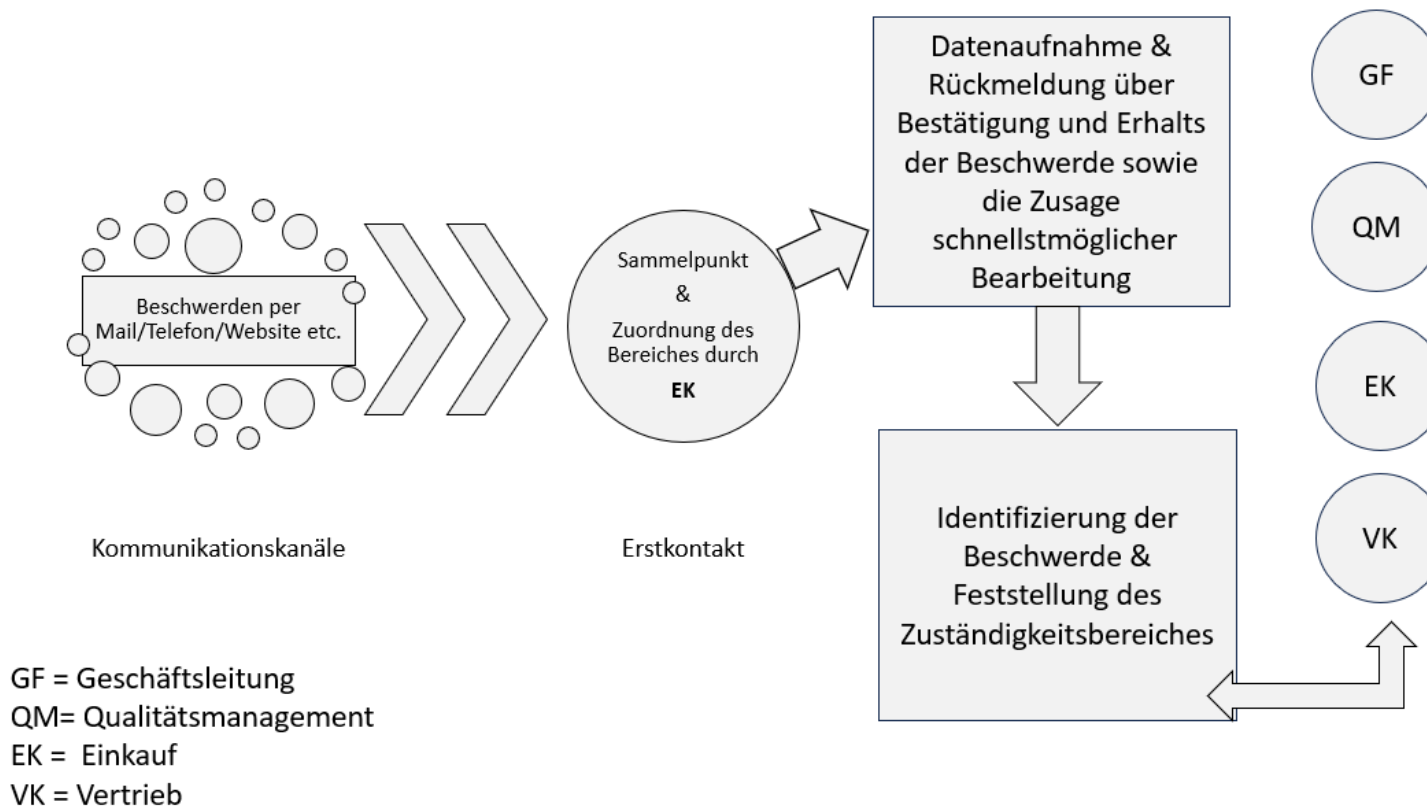 Beschwerden per
Mail/Telefon/Website etc.
Kommunikationskanäle
Sammelpunkt
&
Zuordnung des
Bereiches durch
EK
Erstkontakt
Datenaufnahme &
Rückmeldung über
Bestätigung und Erhalts
der Beschwerde sowie
die Zusage
schnellstmöglicher
Bearbeitung
Identifizierung der
Beschwerde &
Feststellung des
Zuständigkeitsbereiches
GF
QM
EK
VK
GF = Geschäftsleitung
QM= Qualitätsmanagement
EK =  Einkauf
VK = Vertrieb